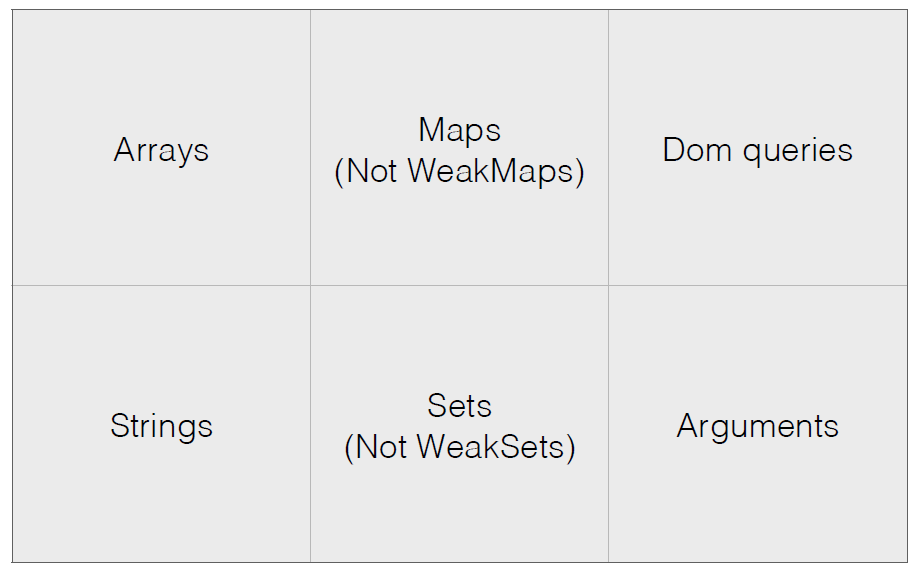 Arrays
Maps
(Not WeakMaps)
Dom queries
Strings
Sets
(Not WeakSets)
Arguments